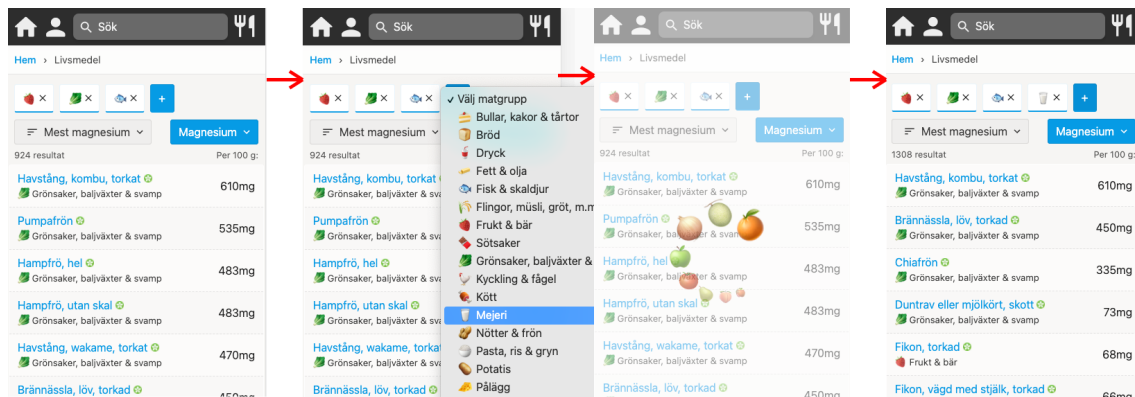 Sök
Hem › Livsmedel
+
Mest magnesium
Magnesium
924 resultat
Per 100 g:
Havstång, kombu, torkat
Grönsaker, baljväxter & svamp
610mg
Pumpafrön
Grönsaker, baljväxter & svamp
535mg
Hampfrö, hel
Grönsaker, baljväxter & svamp
483mg
Hampfrö, utan skal
Grönsaker, baljväxter & svamp
483mg
Havstång, wakame, torkat
Grönsaker, baljväxter & svamp
470mg
Brännässla, löv, torkad
450mg
Sök
Hem › Livsmedel
Mest magnesium
924 resultat
Havstång, kombu, torkat
Grönsaker, baljväxter & sv
Pumpafrön
Grönsaker, baljväxter & sv
Hampfrö, hel
Grönsaker, baljväxter & sv
Hampfrö, utan skal
Grönsaker, baljväxter & sv
Havstång, wakame, torka
Grönsaker, baljväxter & sv
Brännässla, löv, torkad
✓ Välj matgrupp
Bullar, kakor & tårtor
Bröd
Dryck
Fett & olja
Fisk & skaldjur
Flingor, müsli, gröt, m.m
Frukt & bär
Sötsaker
Grönsaker, baljväxter &
Kyckling & fågel
Kött
Mejeri
Nötter & frön
Pasta, ris & gryn
Potatis
Pålägg
Sök
Hem › Livsmedel
+
Mest magnesium
Magnesium
924 resultat
Per 100 g:
Havstång, kombu, torkat
Grönsaker, baljväxter & svamp
610mg
Pumpafrön
Grönsaker, baljväxter & svamp
535mg
Hampfrö, hel
Grönsaker, baljväxter & svamp
483mg
Hampfrö, utan skal
Grönsaker, baljväxter & svamp
483mg
Havstång, wakame, torkat
Grönsaker, baljväxter & svamp
470mg
Brännässla, löv, torkad
450mg
Sök
Hem › Livsmedel
+
Mest magnesium
Magnesium
1308 resultat
Per 100 g:
Havstång, kombu, torkat
Grönsaker, baljväxter & svamp
610mg
Brännässla, löv, torkad
Grönsaker, baljväxter & svamp
450mg
Chiafrön
Grönsaker, baljväxter & svamp
335mg
Duntrav eller mjölkört, skott
Grönsaker, baljväxter & svamp
73mg
Fikon, torkad
Frukt & bär
68mg
Fikon, vägd med stjälk, torkad
66mg